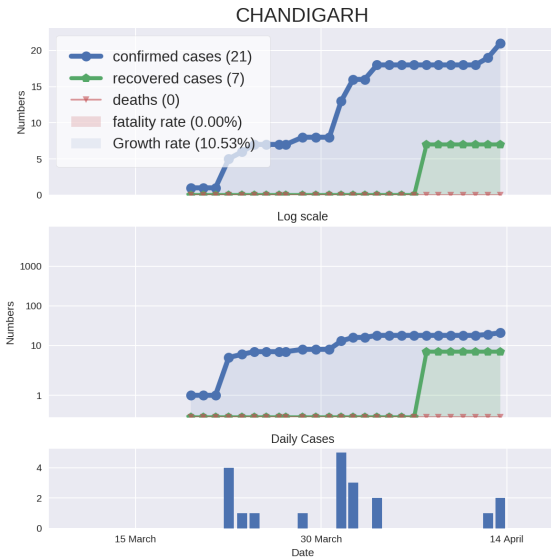 CHANDIGARH
confirmed cases (21)
recovered cases (7)
deaths (0)
fatality rate (0.00%)
Growth rate (10.53%)
Numbers
20
15
10
5
0
Log scale
Numbers
1000
100
10
1
Daily Cases
4
2
0
15 March
30 March
14 April
Date